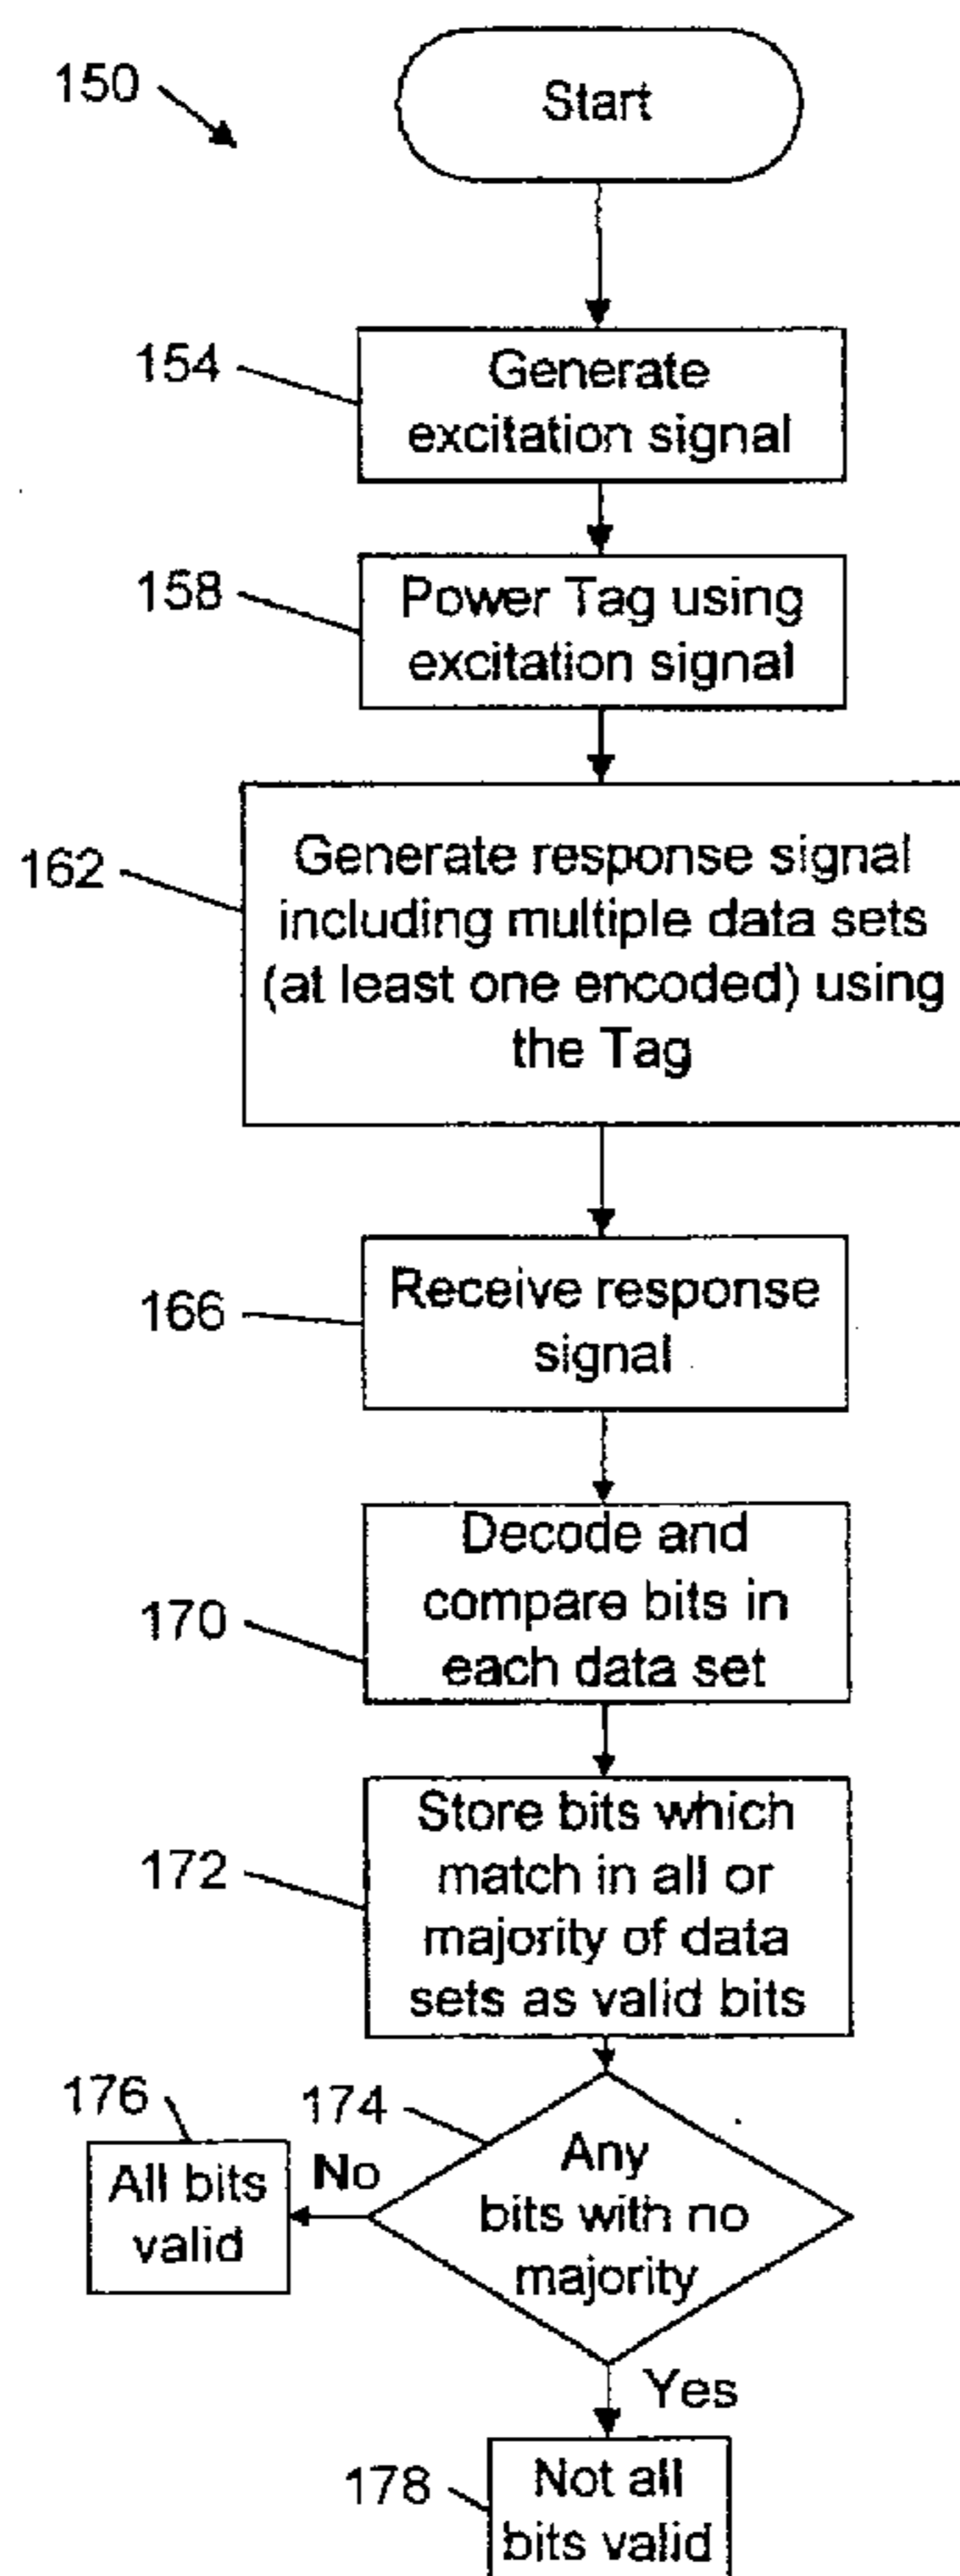 150
Start
154
Generate
excitation signal
158
Power Tag using
excitation signal
162
Generate response signal
including multiple data sets
(at least one encoded) using
the Tag
166
Receive response
signal
170
Decode and
compare bits in
each data set
172
Store bits which
match in all or
majority of data
sets as valid bits
176
174
All bits
valid
No
Any
bits with no
majority
Yes
178
Not all
bits valid